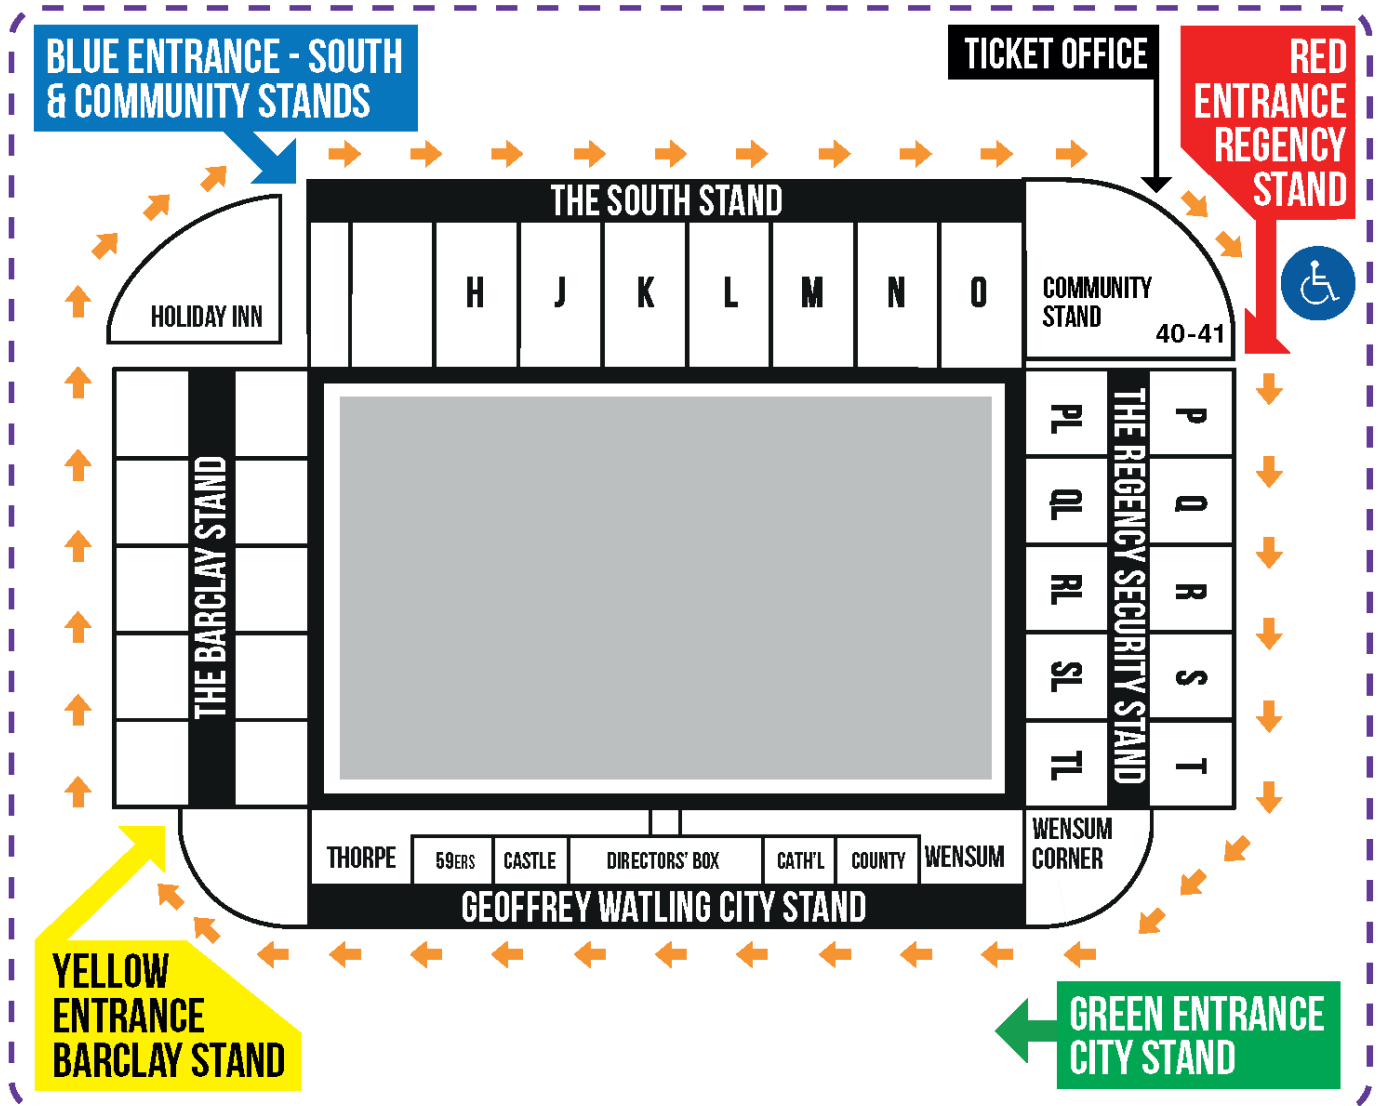 BLUE ENTRANCE - SOUTH
& COMMUNITY STANDS
TICKET OFFICE
RED
ENTRANCE
REGENCY
STAND
THE SOUTH STAND
HOLIDAY INN
H J K L M N O
COMMUNITY
STAND
40-41
THE BARCLAY STAND
PL
QL
RL
SL
TL
THE REGENCY SECURITY STAND
P
Q
R
S
T
THORPE
59ERS
CASTLE
DIRECTORS' BOX
CATH'L
COUNTY
WENSUM
WENSUM
CORNER
GEOFFREY WATLING CITY STAND
YELLOW
ENTRANCE
BARCLAY STAND
GREEN ENTRANCE
CITY STAND